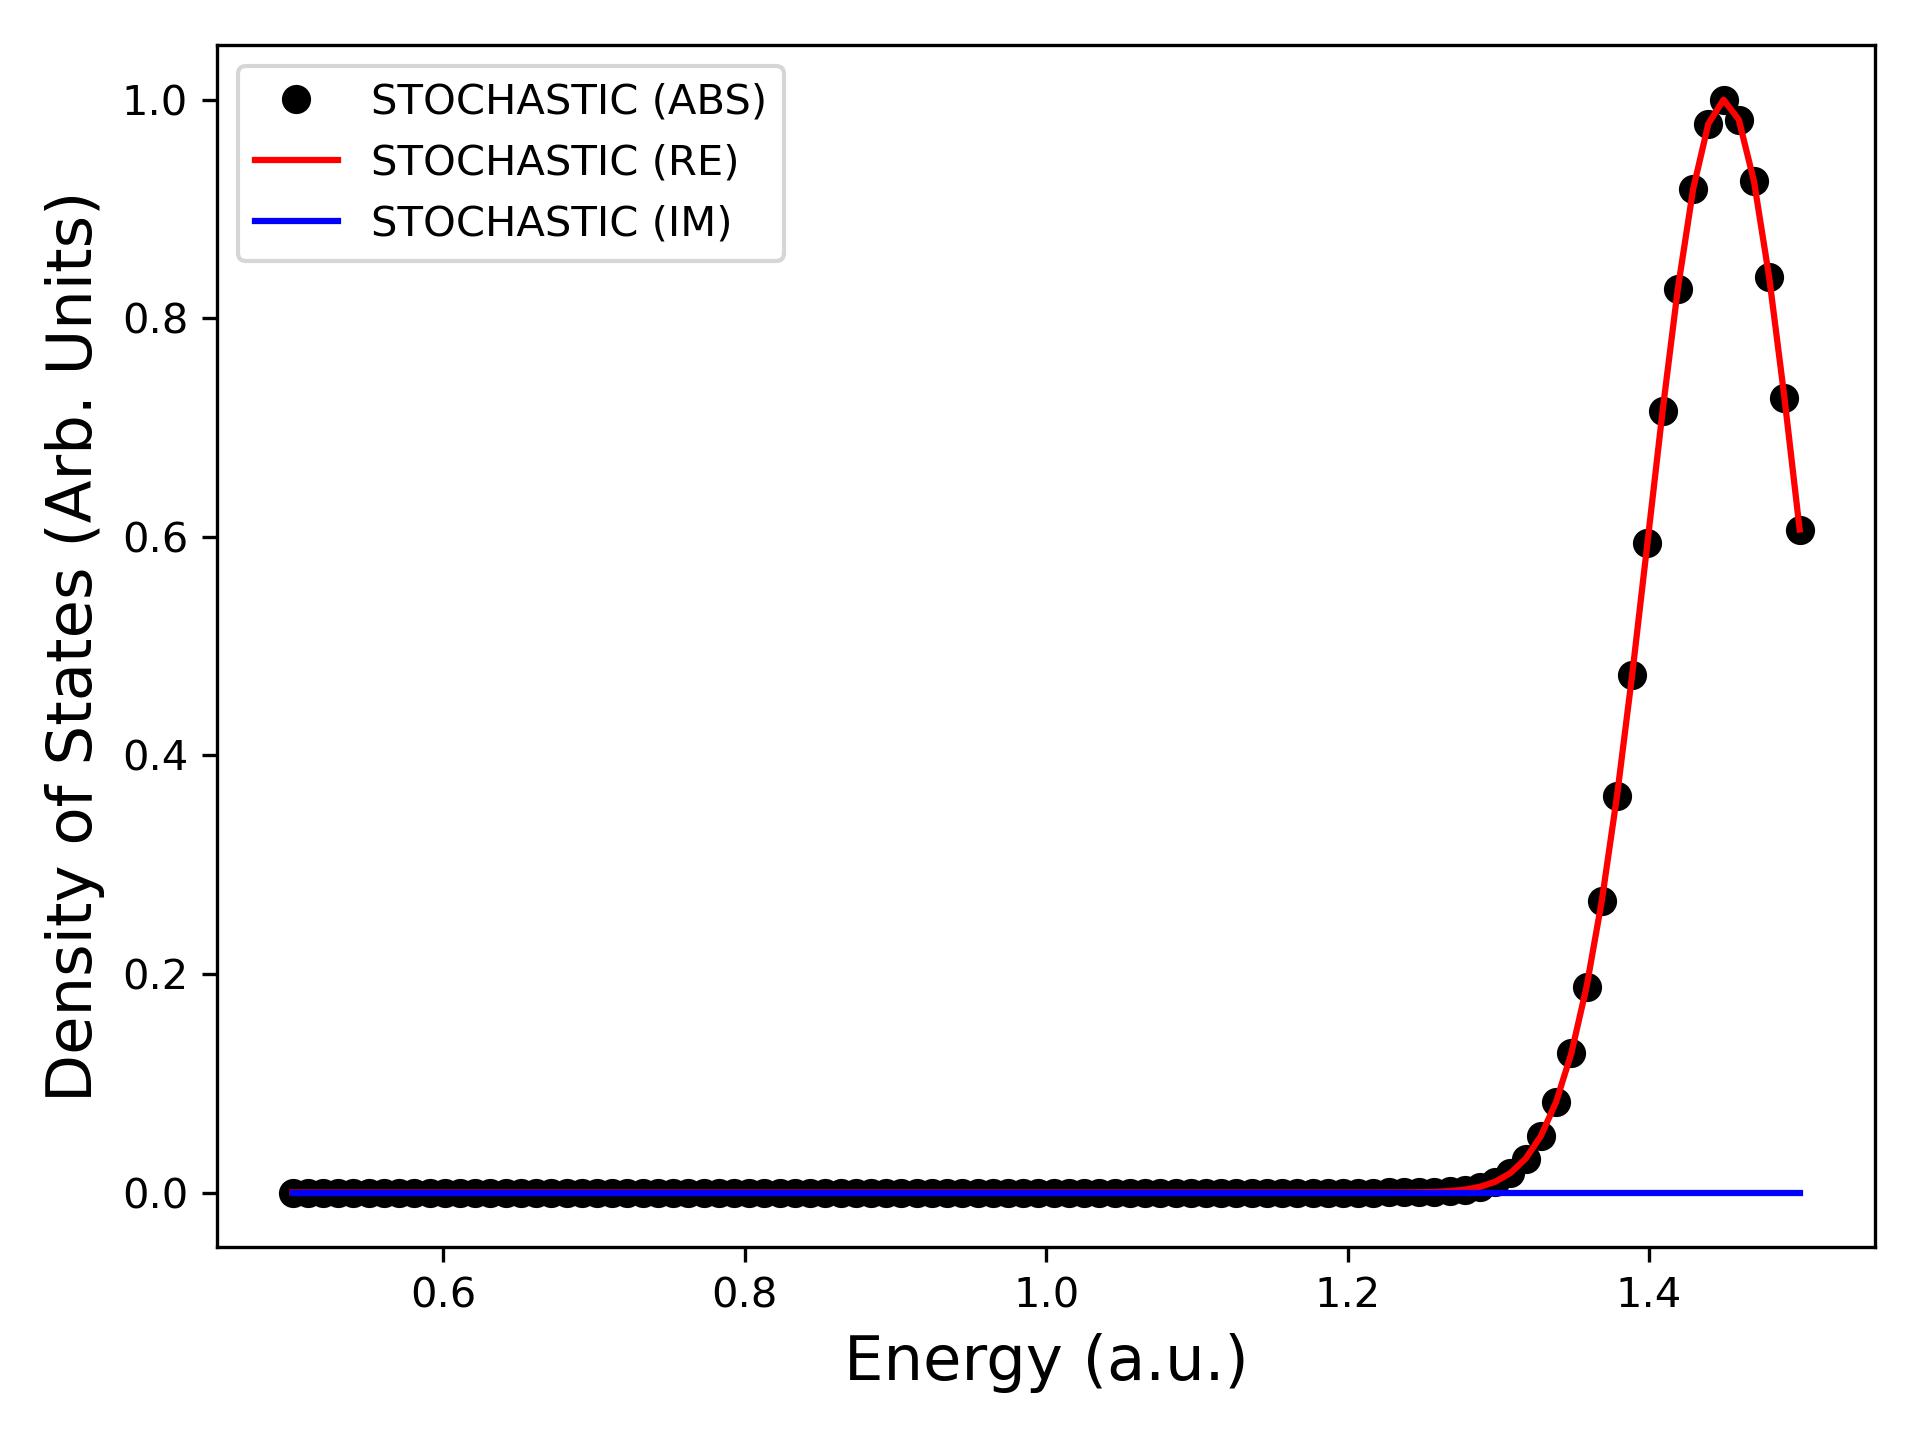 STOCHASTIC (ABS)
STOCHASTIC (RE)
STOCHASTIC (IM)
Density of States (Arb. Units)
1.0
0.8
0.6
0.4
0.2
0.0
0.6
0.8
1.0
1.2
1.4
Energy (a.u.)